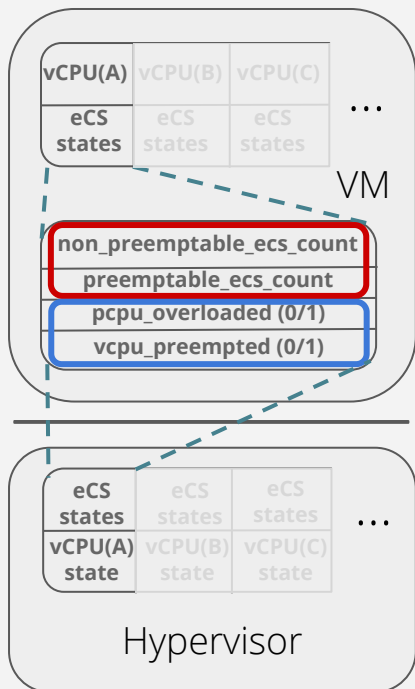 vCPU(A) vCPU(B) vCPU(C)
eCS eCS eCS ...
states states states
VM
non_preemptable_ecs_count
preemptable_ecs_count
pcpu_overloaded (0/1)
vcpu_preempted (0/1)
eCS eCS eCS
states states states ...
vCPU(A) vCPU(B) vCPU(C)
state state state
Hypervisor